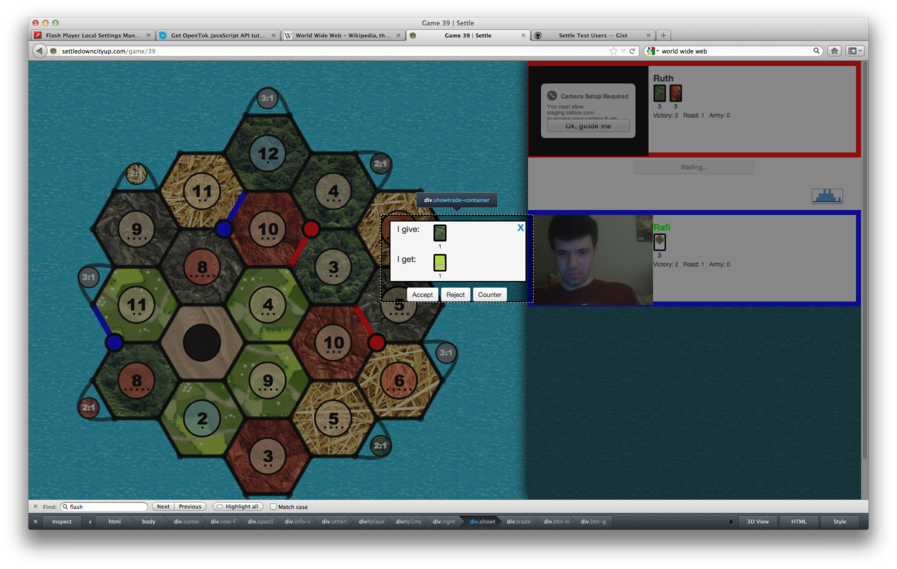 Game 39 | Settle
Flash Player Local Settings Man...
Get OpenTok JavaScript API tut...
World Wide Web – Wikipedia, th...
Game 39 | Settle
Settle Test Users — Gist
settledowncityup.com/game/39
world wide web
3:1
Camera Setup Required
You must allow
staging.tokbox.com
Ok, guide me
Ruth
3 3
Victory: 2 Road: 1 Army: 0
Waiting...
12
2:1
2:1
11
4
div.showtrade-container
9
10
I give:
X
1
I get:
1
Accept
Reject
Counter
Rafi
3
Victory: 2 Road: 1 Army: 0
8
3
3:1
11
4
5
10
3:1
8
9
6
2:1
2
5
2:1
3
Find:
flash
Next
Previous
Highlight all
Match case
Inspect
html
body
div.conte
div.row-f
div.span5
div.info-c
div.other
div#playe
div#p1my
div.right
div.showt
div.trade
div.btn-to
div.btn-g
3D View
HTML
Style